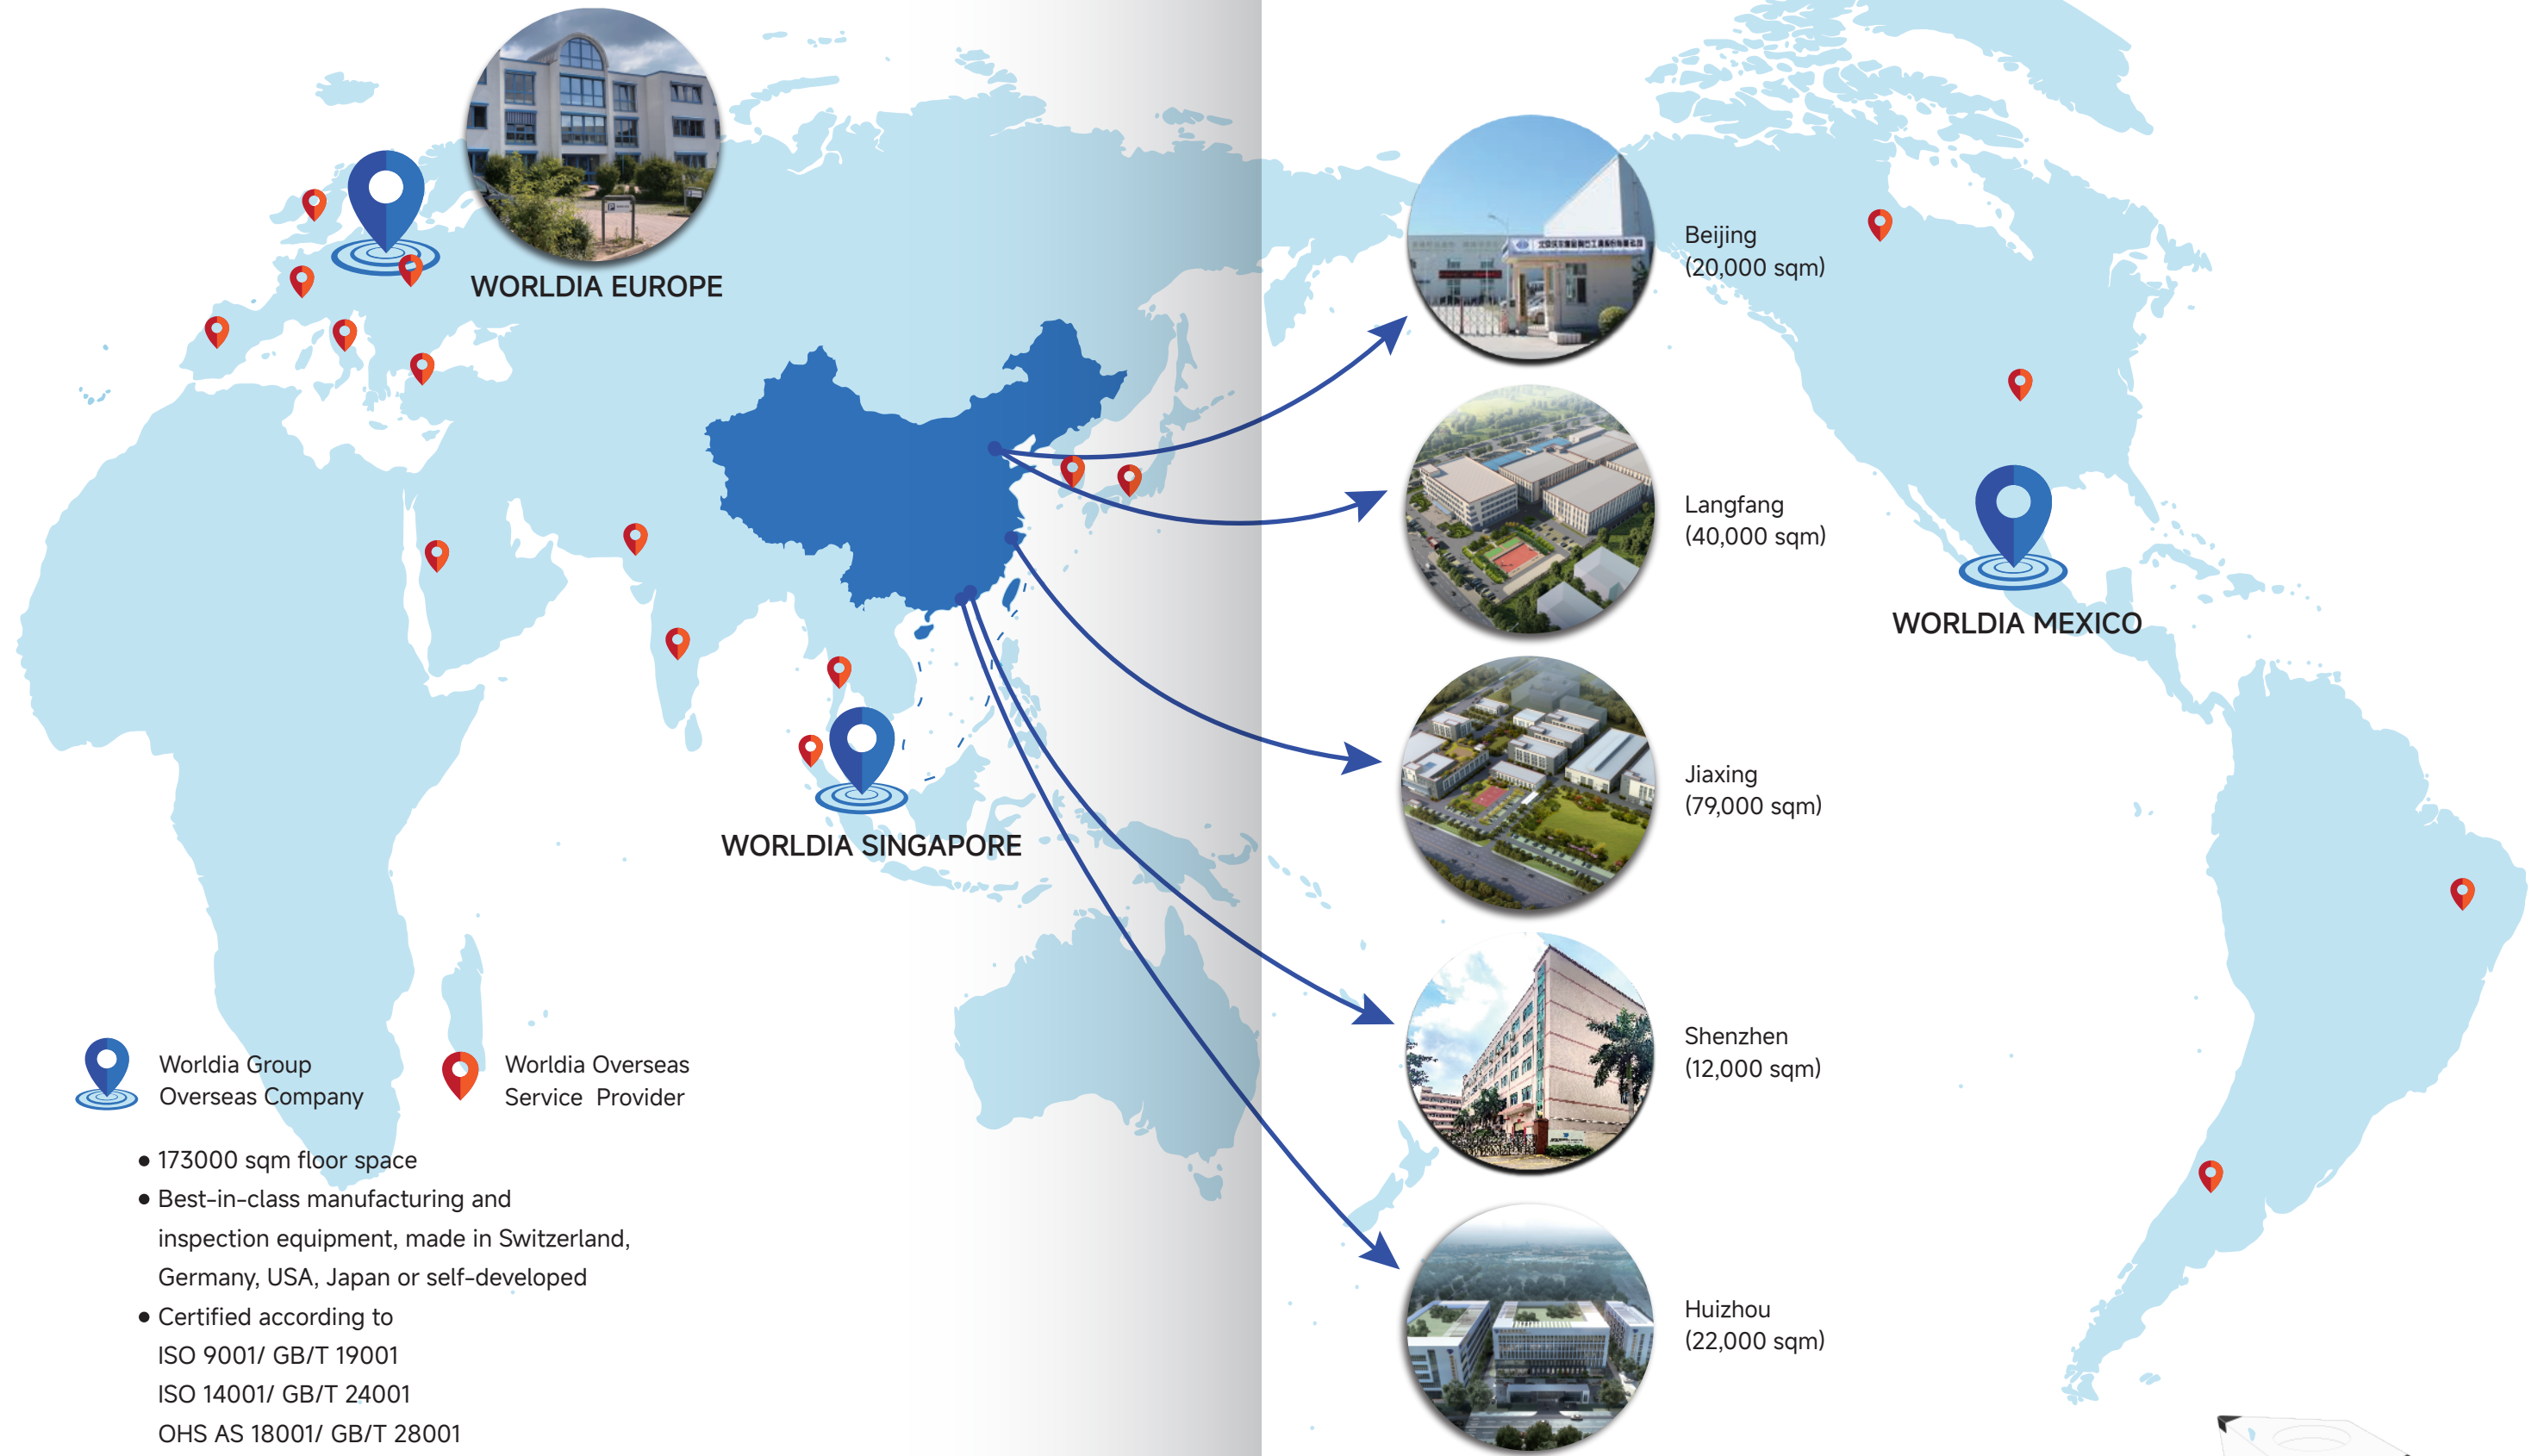 WORLDIA EUROPE
WORLDIA SINGAPORE
WORLDIA MEXICO
Beijing
(20,000 sqm)
Langfang
(40,000 sqm)
Jiaxing
(79,000 sqm)
Shenzhen
(12,000 sqm)
Huizhou
(22,000 sqm)
Worldia Group
Overseas Company
Worldia Overseas
Service Provider
• 173000 sqm floor space
• Best-in-class manufacturing and
inspection equipment, made in Switzerland,
Germany, USA, Japan or self-developed
• Certified according to
ISO 9001/ GB/T 19001
ISO 14001/ GB/T 24001
OHS AS 18001/ GB/T 28001